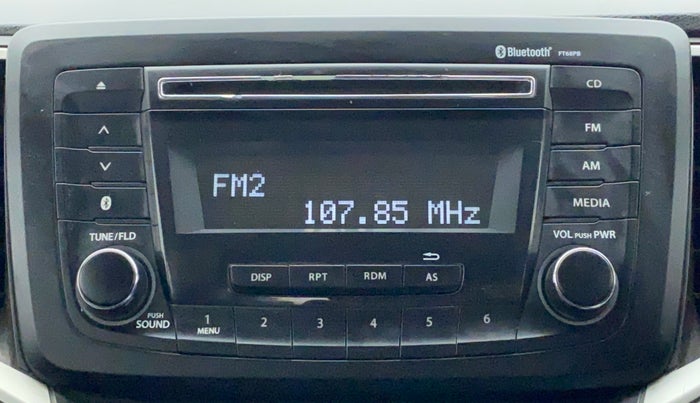 Bluetooth® FT68PB
CD
FM
AM
MEDIA
FM2
107.85 MHz
TUNE/FLD
VOL PUSH PWR
DISP RPT RDM AS
PUSH
SOUND
1 2 3 4 5 6
MENU